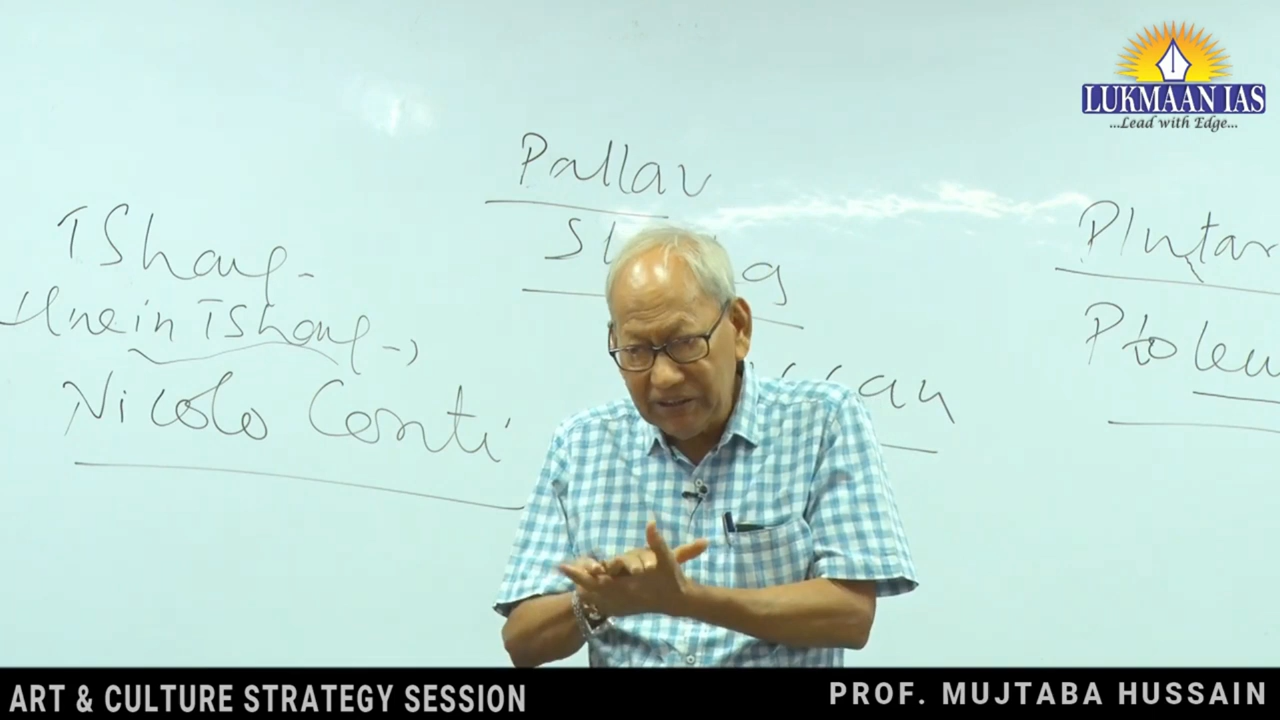 LUKMAAN IAS
...Lead with Edge...
Pallav
TShang-
TShang-,
Nicolo Conti
Plutar
Ptolem
ART & CULTURE STRATEGY SESSION
PROF. MUJTABA HUSSAIN